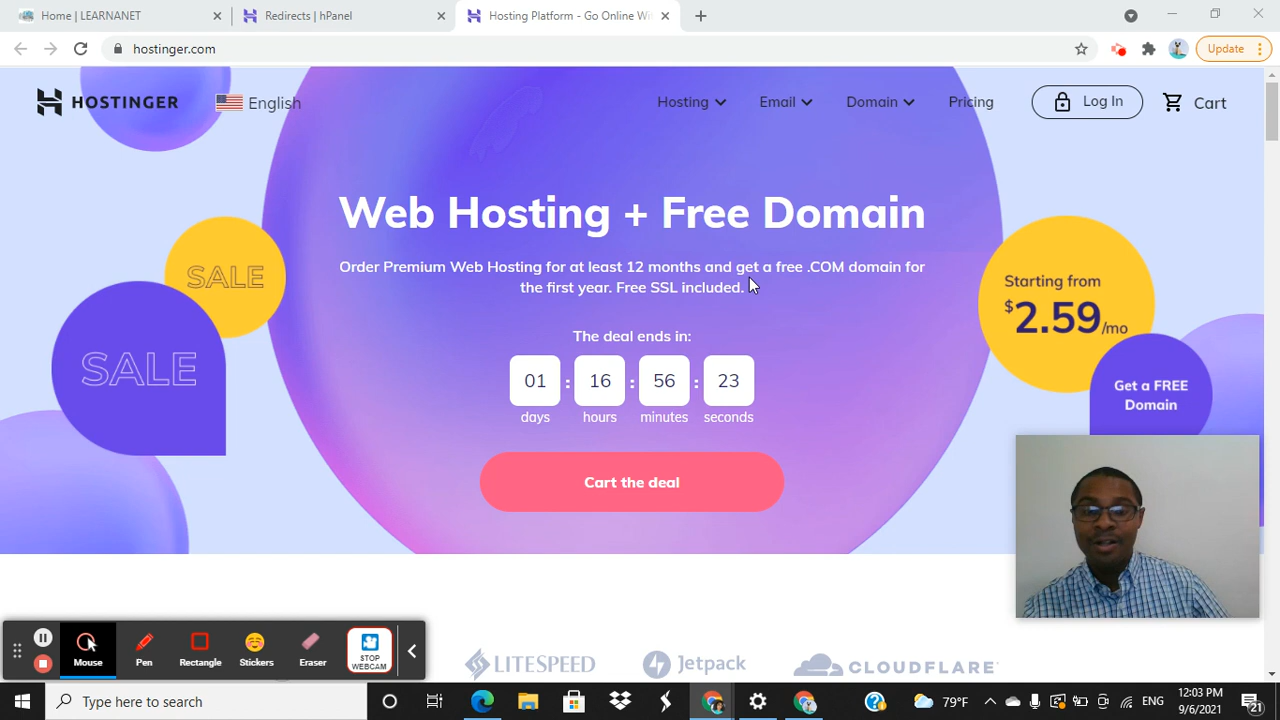 Home | LEARNANET
Redirects | hPanel
Hosting Platform - Go Online Wit
hostinger.com
Update
HOSTINGER
English
Hosting
Email
Domain
Pricing
Log In
Cart
Web Hosting + Free Domain
Order Premium Web Hosting for at least 12 months and get a free .COM domain for
the first year. Free SSL included.
SALE
SALE
Starting from
$2.59/mo
Get a FREE
Domain
The deal ends in:
01 : 16 : 56 : 23
days hours minutes seconds
Cart the deal
Mouse
Pen
Rectangle
Stickers
Eraser
STOP
WEBCAM
LITESPEED
Jetpack
CLOUDFLARE
Type here to search
79°F
ENG
12:03 PM
9/6/2021
21